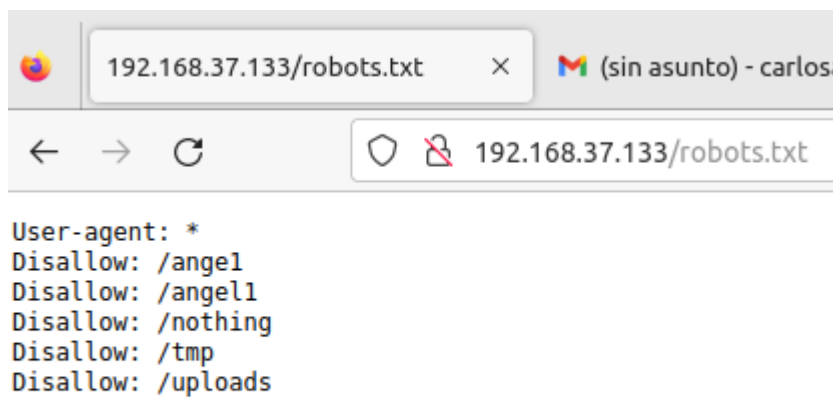 192.168.37.133/robots.txt
(sin asunto) - carlos
192.168.37.133/robots.txt
User-agent: *
Disallow: /ange1
Disallow: /angel1
Disallow: /nothing
Disallow: /tmp
Disallow: /uploads